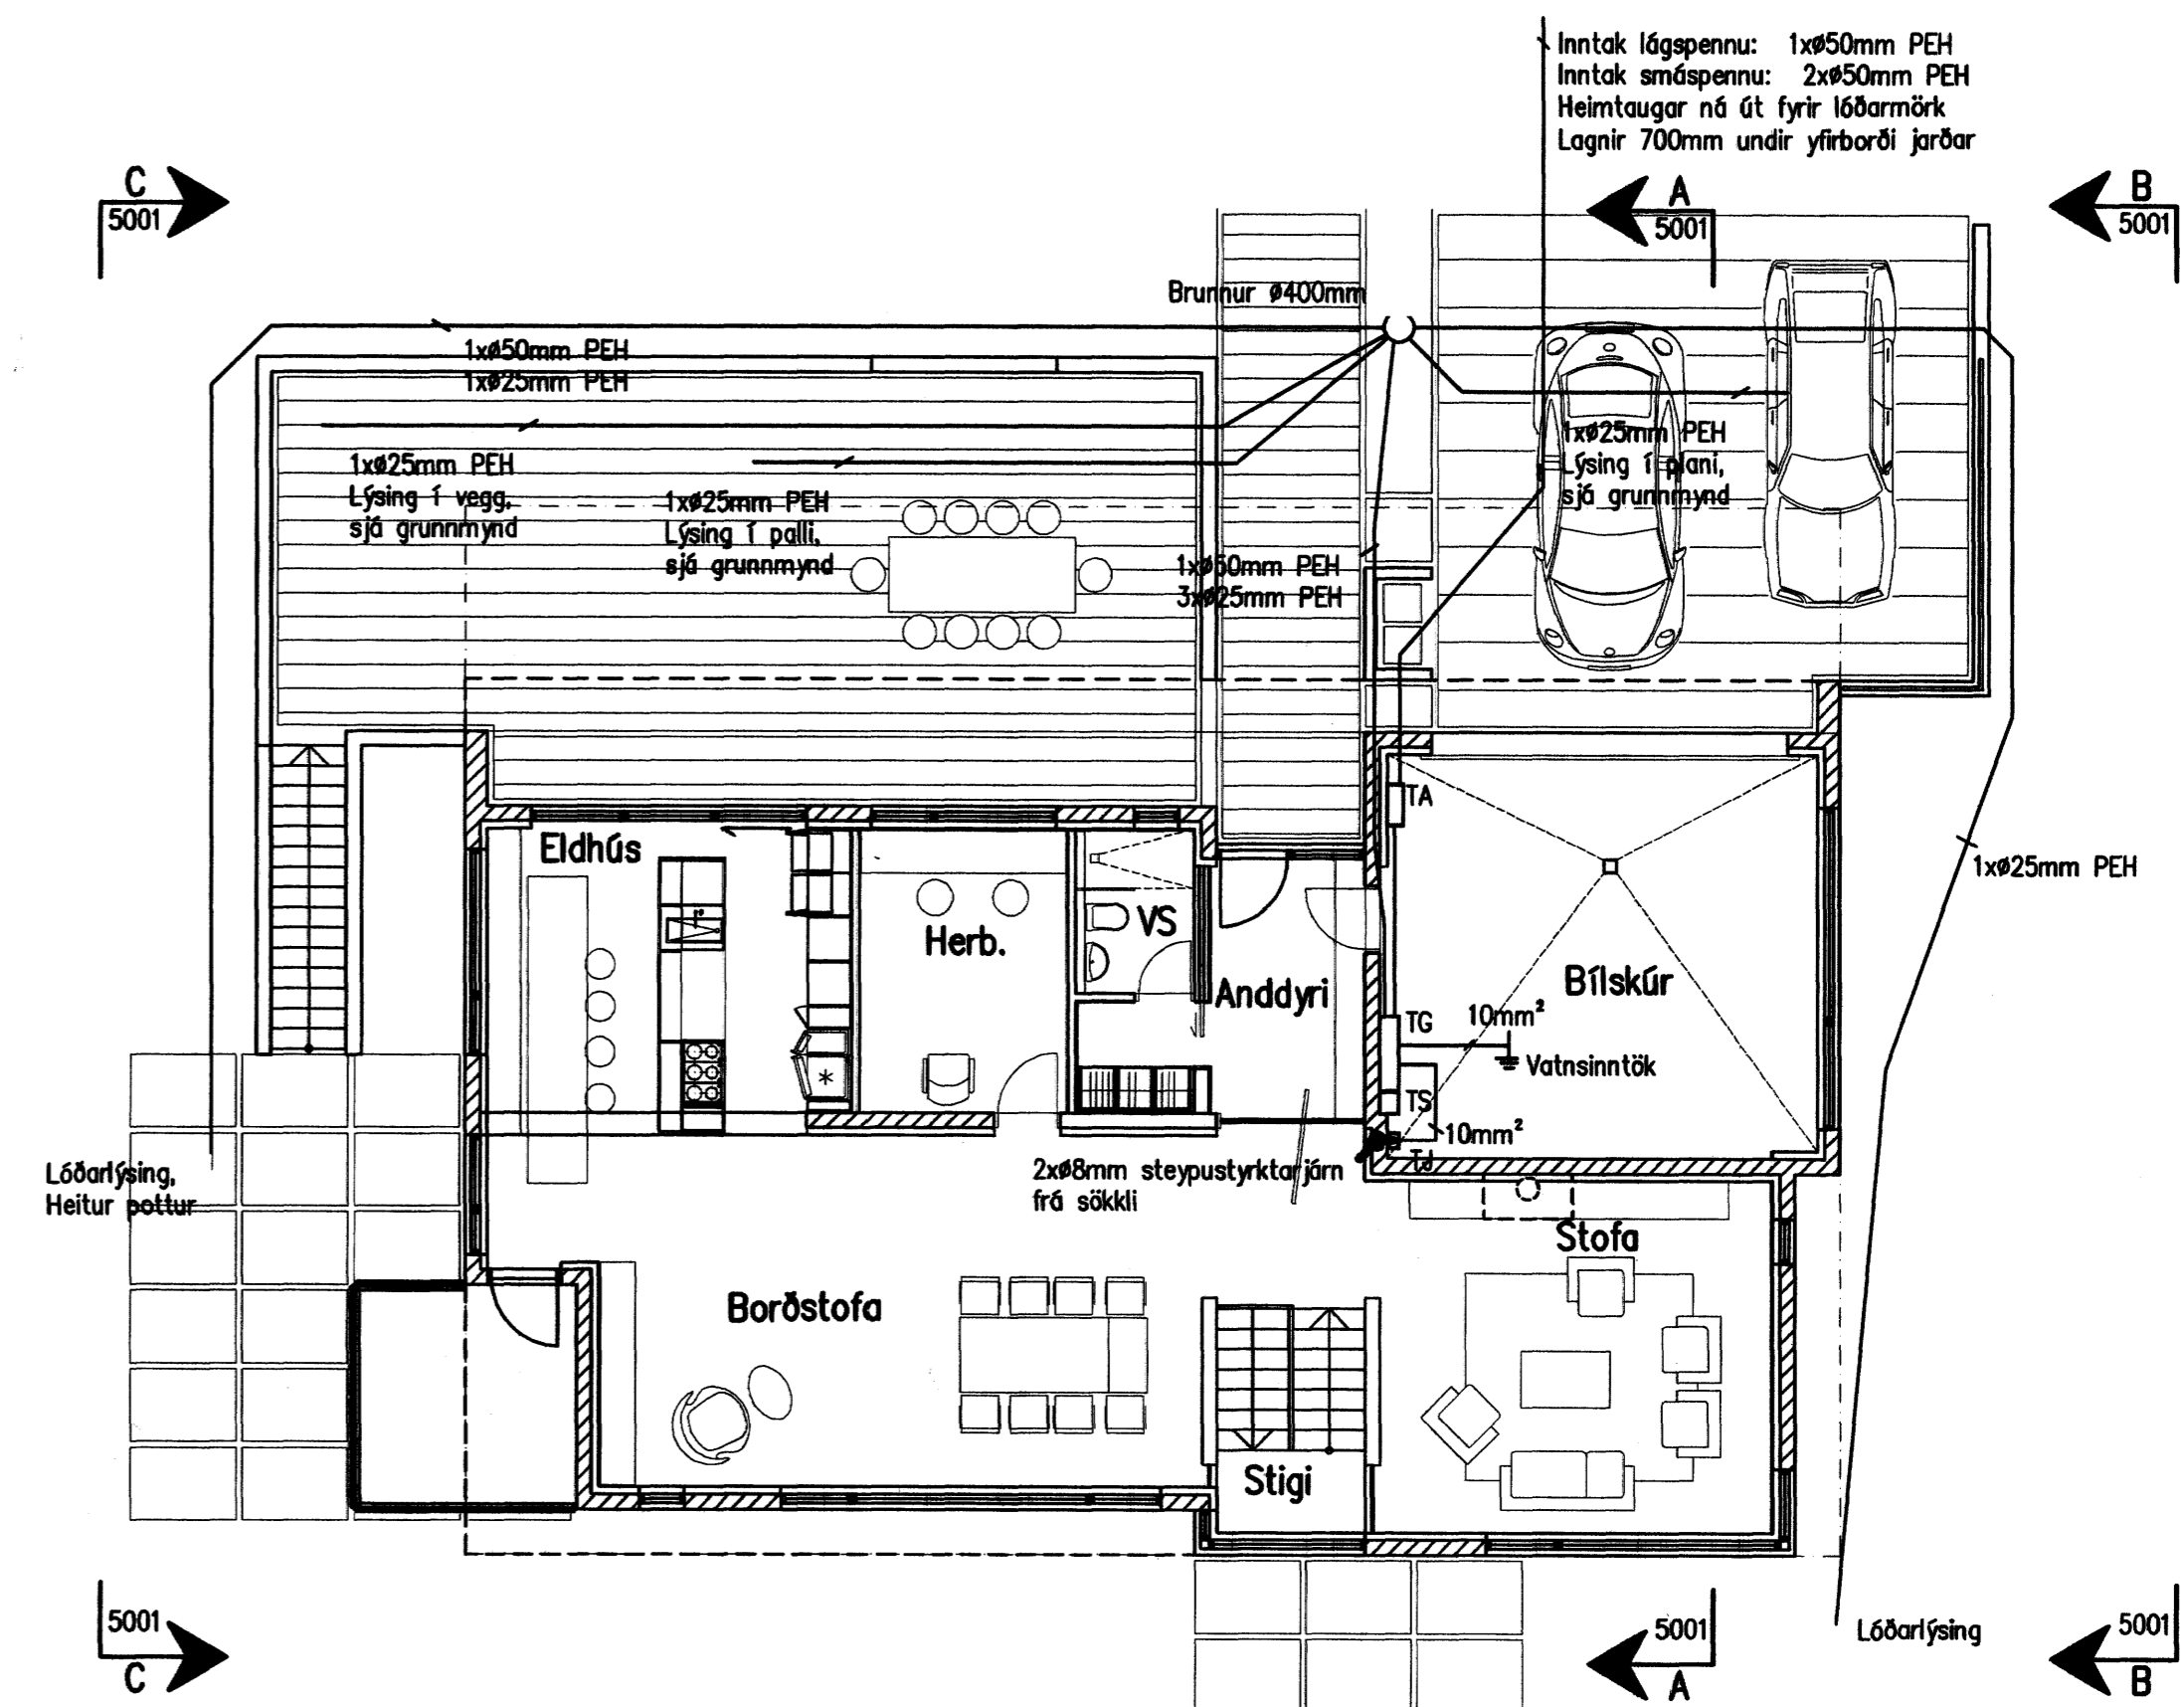 Inntak lágspennu: 1xø50mm PEH
Inntak smáspennu: 2xø50mm PEH
Heimtaugar ná út fyrir lóðarmörk
Lagnir 700mm undir yfirborði jarðar
C
5001
A
5001
B
5001
Brunnur ø400mm
1xø50mm PEH
1xø25mm PEH
1xø25mm PEH
Lýsing í vegg,
sjá grunnmynd
1xø25mm PEH
Lýsing í palli,
sjá grunnmynd
1xø25mm PEH
Lýsing í plani,
sjá grunnmynd
1xø50mm PEH
3xø25mm PEH
TA
Eldhús
1xø25mm PEH
VS
Herb.
Bílskúr
Anddyri
TG
10mm²
Vatnsinntök
*
TS
10mm²
TJ
Lóðarlýsing,
Heitur pottur
2xø8mm steypustyrktarjárn
frá sökkli
Stofa
Borðstofa
Stigi
5001
C
5001
A
Lóðarlýsing
5001
B